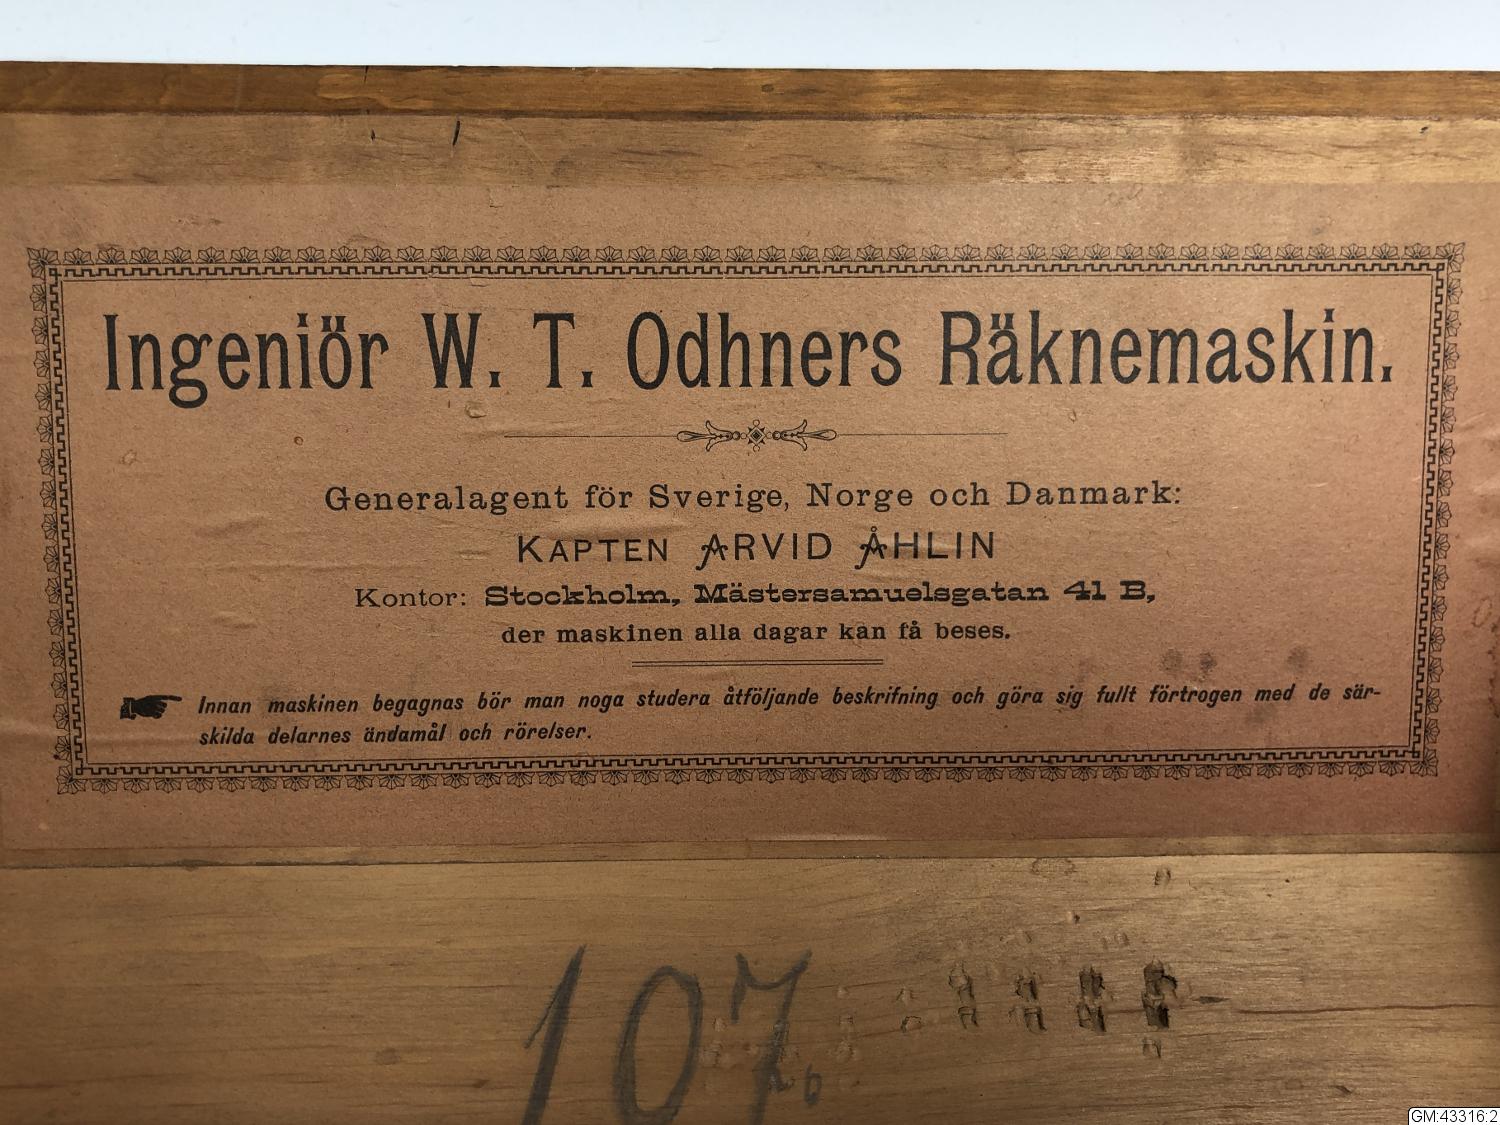 Ingeniör W. T. Odhners Räknemaskin.
Generalagent för Sverige, Norge och Danmark:
KAPTEN ARVID ÅHLIN
Kontor: Stockholm, Mästersamuelsgatan 41 B,
der maskinen alla dagar kan få beses.
Innan maskinen begagnas bör man noga studera åtföljande beskrifning och göra sig fullt förtrogen med de sär-
skilda delarnes ändamål och rörelser.
107
GM:43316:2